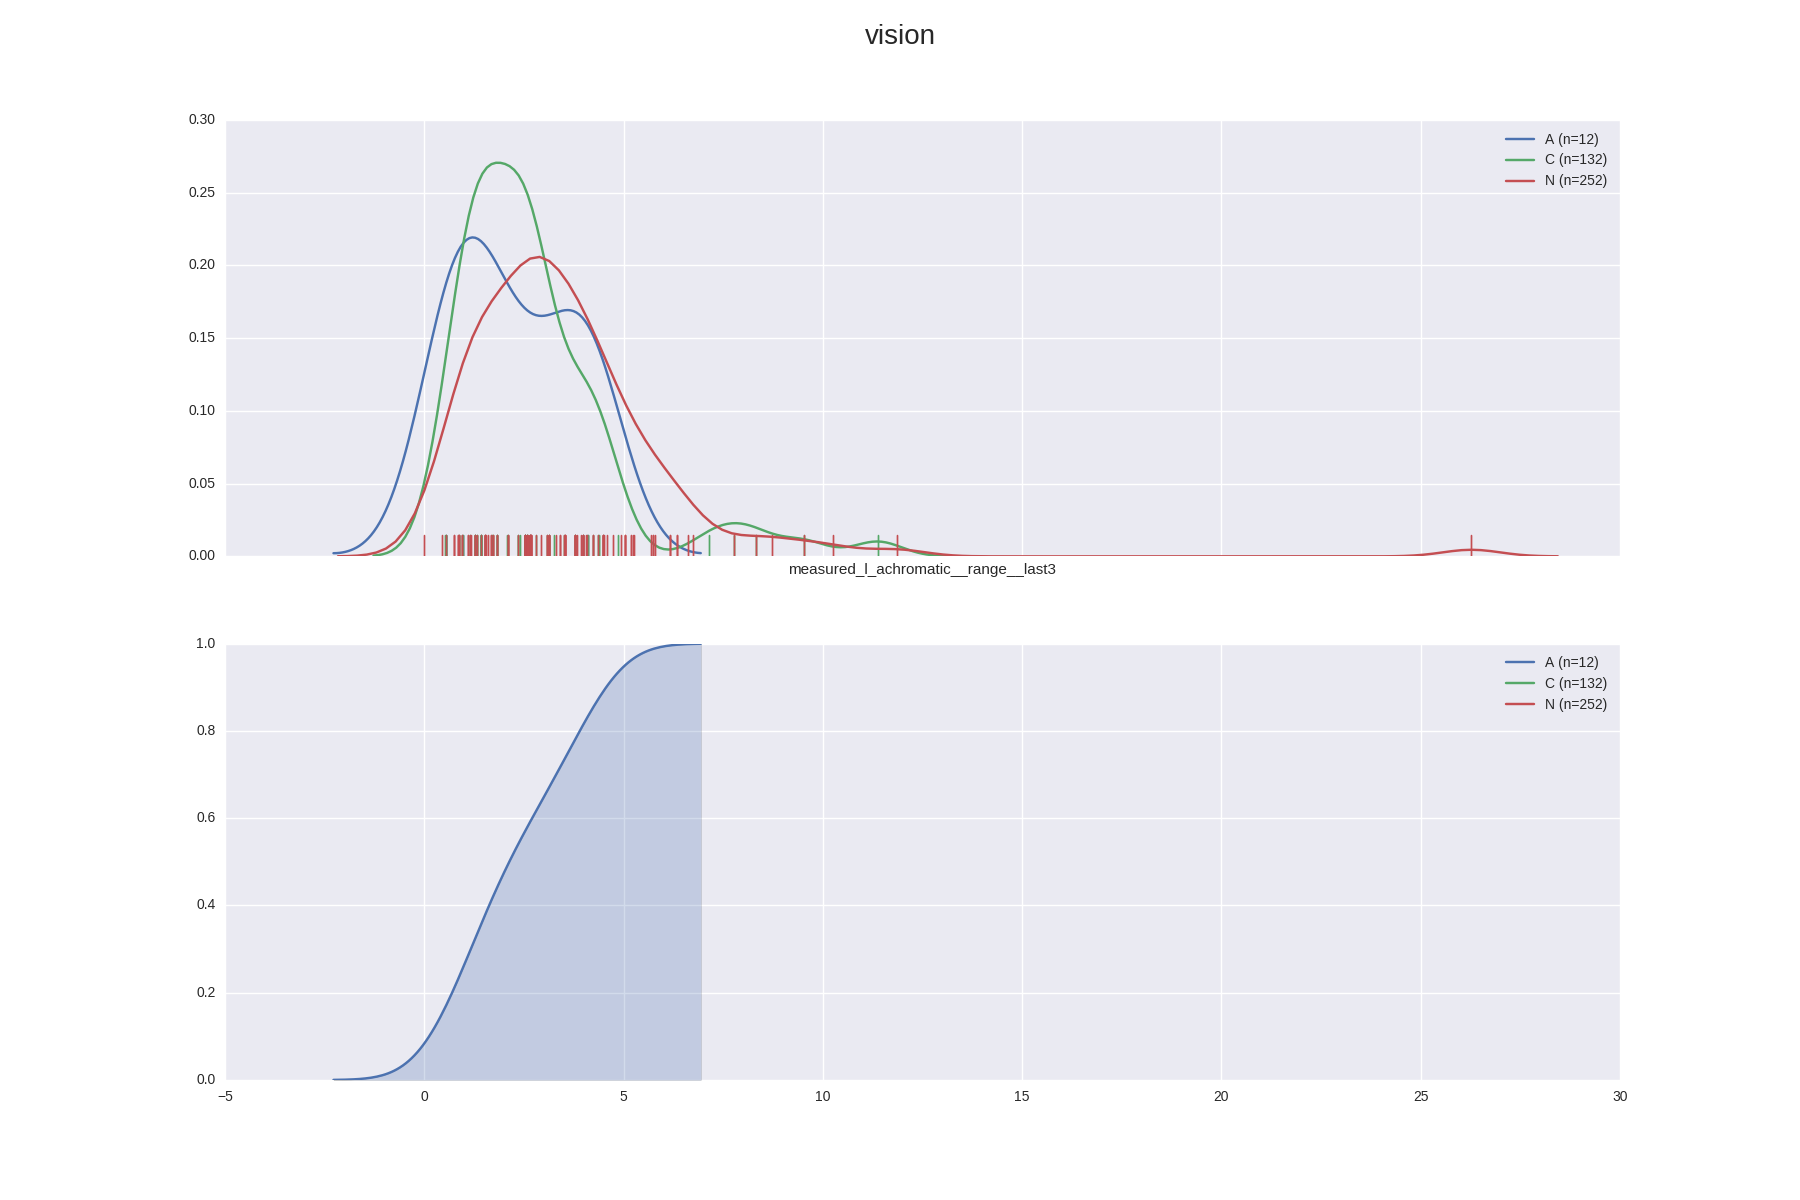 vision
0.30
0.25
0.20
0.15
0.10
0.05
0.00
A (n=12)
C (n=132)
N (n=252)
measured_l_achromatic__range__last3
1.0
0.8
0.6
0.4
0.2
0.0
A (n=12)
C (n=132)
N (n=252)
−5 0 5 10 15 20 25 30